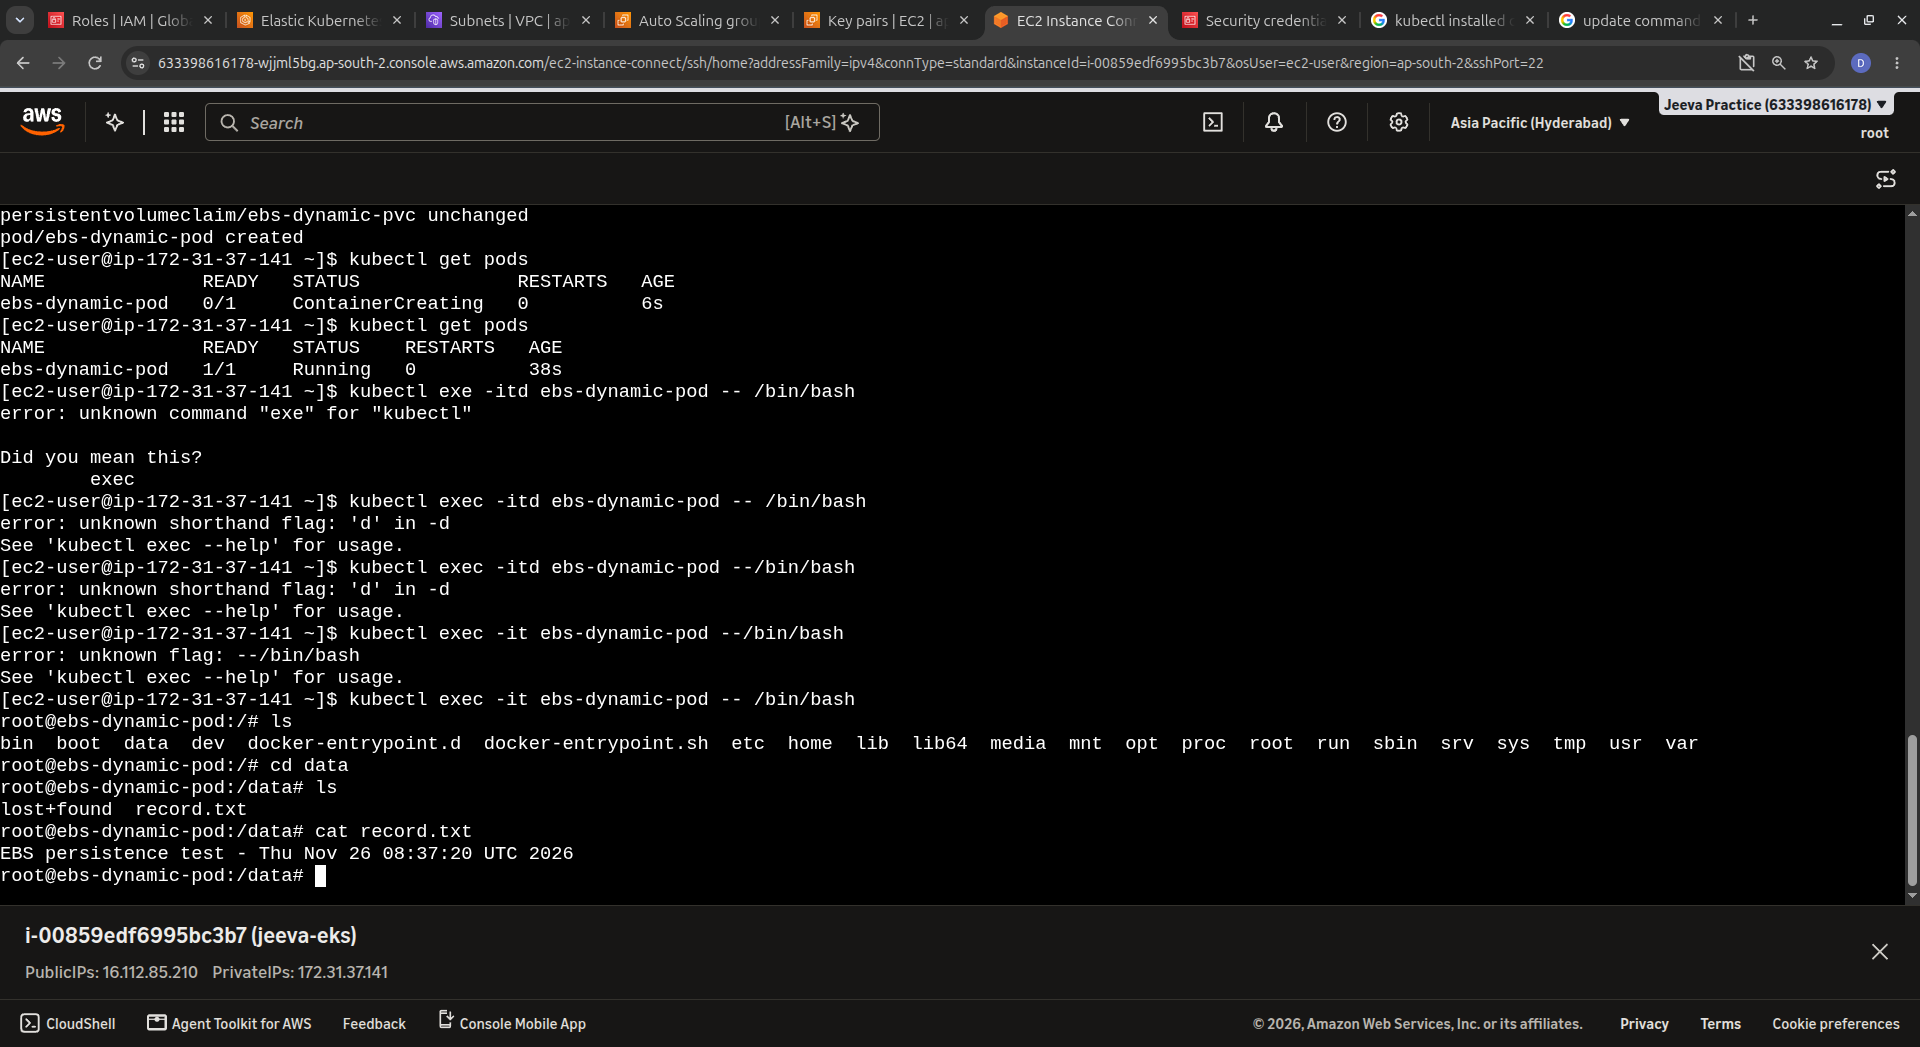 Roles | IAM | Glob
Elastic Kubernete
Subnets | VPC | ap
Auto Scaling grou
Key pairs | EC2 | a
EC2 Instance Con
Security credentia
kubectl installed
update command
633398616178-wjjml5bg.ap-south-2.console.aws.amazon.com/ec2-instance-connect/ssh/home?addressFamily=ipv4&connType=standard&instanceId=i-00859edf6995bc3b7&osUser=ec2-user&region=ap-south-2&sshPort=22
D
aws
Search
[Alt+S]
Asia Pacific (Hyderabad)
Jeeva Practice (633398616178)
root
persistentvolumeclaim/ebs-dynamic-pvc unchanged
pod/ebs-dynamic-pod created
[ec2-user@ip-172-31-37-141 ~]$ kubectl get pods
NAME              READY   STATUS              RESTARTS   AGE
ebs-dynamic-pod   0/1     ContainerCreating   0          6s
[ec2-user@ip-172-31-37-141 ~]$ kubectl get pods
NAME              READY   STATUS    RESTARTS   AGE
ebs-dynamic-pod   1/1     Running   0          38s
[ec2-user@ip-172-31-37-141 ~]$ kubectl exe -itd ebs-dynamic-pod -- /bin/bash
error: unknown command "exe" for "kubectl"
Did you mean this?
        exec
[ec2-user@ip-172-31-37-141 ~]$ kubectl exec -itd ebs-dynamic-pod -- /bin/bash
error: unknown shorthand flag: 'd' in -d
See 'kubectl exec --help' for usage.
[ec2-user@ip-172-31-37-141 ~]$ kubectl exec -itd ebs-dynamic-pod --/bin/bash
error: unknown shorthand flag: 'd' in -d
See 'kubectl exec --help' for usage.
[ec2-user@ip-172-31-37-141 ~]$ kubectl exec -it ebs-dynamic-pod --/bin/bash
error: unknown flag: --/bin/bash
See 'kubectl exec --help' for usage.
[ec2-user@ip-172-31-37-141 ~]$ kubectl exec -it ebs-dynamic-pod -- /bin/bash
root@ebs-dynamic-pod:/# ls
bin  boot  data  dev  docker-entrypoint.d  docker-entrypoint.sh  etc  home  lib  lib64  media  mnt  opt  proc  root  run  sbin  srv  sys  tmp  usr  var
root@ebs-dynamic-pod:/# cd data
root@ebs-dynamic-pod:/data# ls
lost+found  record.txt
root@ebs-dynamic-pod:/data# cat record.txt
EBS persistence test - Thu Nov 26 08:37:20 UTC 2026
root@ebs-dynamic-pod:/data#
i-00859edf6995bc3b7 (jeeva-eks)
PublicIPs: 16.112.85.210 PrivateIPs: 172.31.37.141
CloudShell
Agent Toolkit for AWS
Feedback
Console Mobile App
© 2026, Amazon Web Services, Inc. or its affiliates.
Privacy
Terms
Cookie preferences